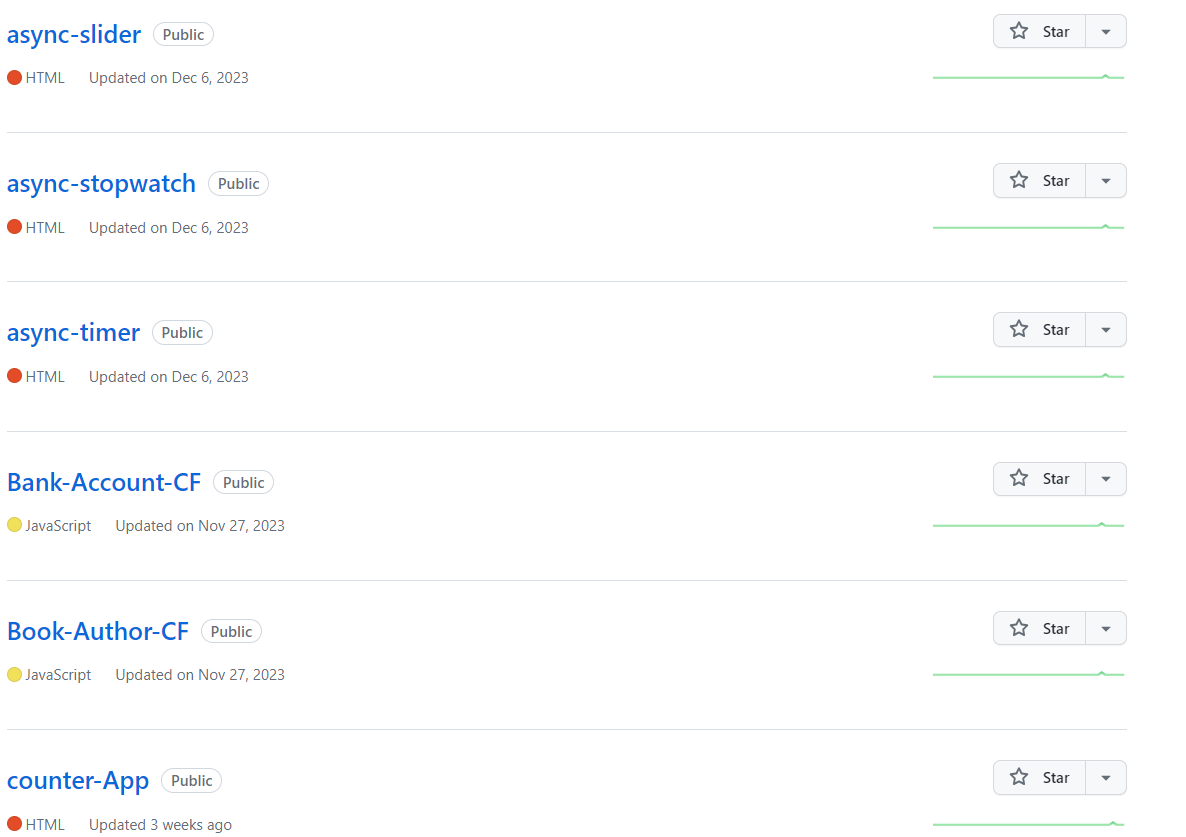 async-slider Public Star
HTML Updated on Dec 6, 2023
async-stopwatch Public Star
HTML Updated on Dec 6, 2023
async-timer Public Star
HTML Updated on Dec 6, 2023
Bank-Account-CF Public Star
JavaScript Updated on Nov 27, 2023
Book-Author-CF Public Star
JavaScript Updated on Nov 27, 2023
counter-App Public Star
HTML Updated 3 weeks ago